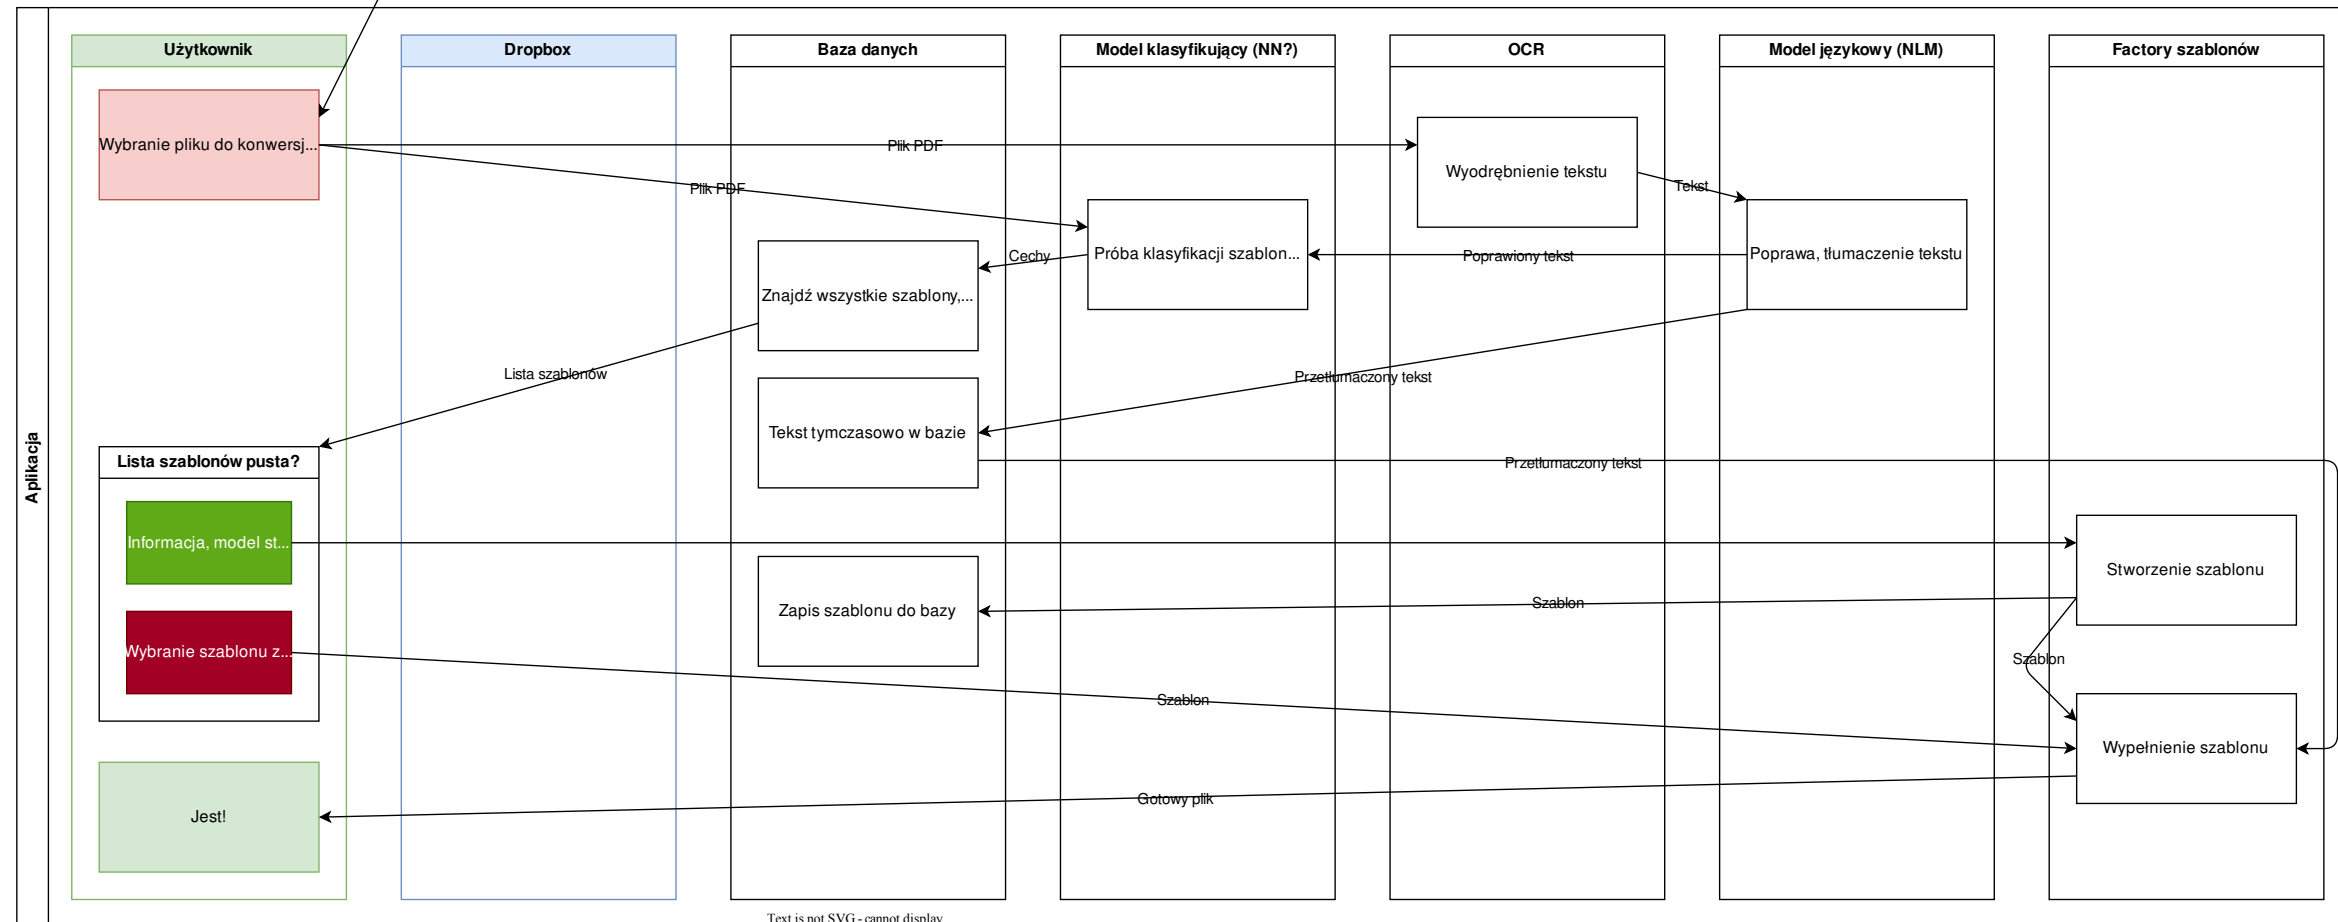 Użytkownik
Dropbox
Baza danych
Model klasyfikujący (NN?)
OCR
Model językowy (NLM)
Factory szablonów
Wybranie pliku do konwersj...
Plik PDF
Wyodrębnienie tekstu
Plik PDF
Tekst
Próba klasyfikacji szablon...
Cechy
Poprawiony tekst
Poprawa, tłumaczenie tekstu
Znajdź wszystkie szablony,...
Lista szablonów
Przetłumaczony tekst
Tekst tymczasowo w bazie
Aplikacja
Lista szablonów pusta?
Przetłumaczony tekst
Informacja, model st...
Stworzenie szablonu
Zapis szablonu do bazy
Szablon
Wybranie szablonu z...
Szablon
Szablon
Wypełnienie szablonu
Gotowy plik
Jest!
Text is not SVG - cannot display